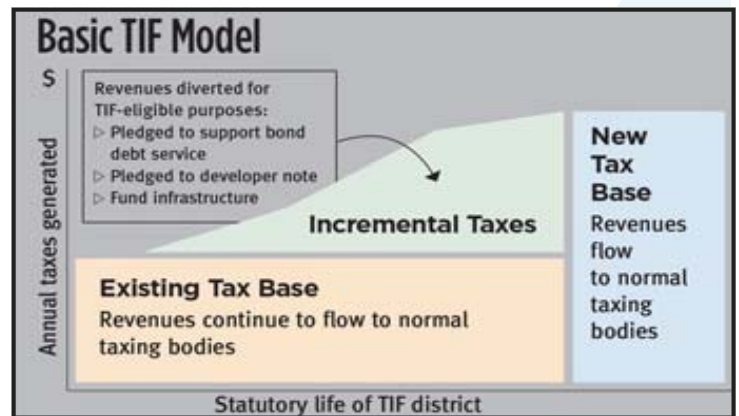 Basic TIF Model
$
Annual taxes generated
Revenues diverted for
TIF-eligible purposes:
▷ Pledged to support bond
debt service
▷ Pledged to developer note
▷ Fund infrastructure
Incremental Taxes
Existing Tax Base
Revenues continue to flow to normal
taxing bodies
New
Tax
Base
Revenues
flow
to normal
taxing
bodies
Statutory life of TIF district